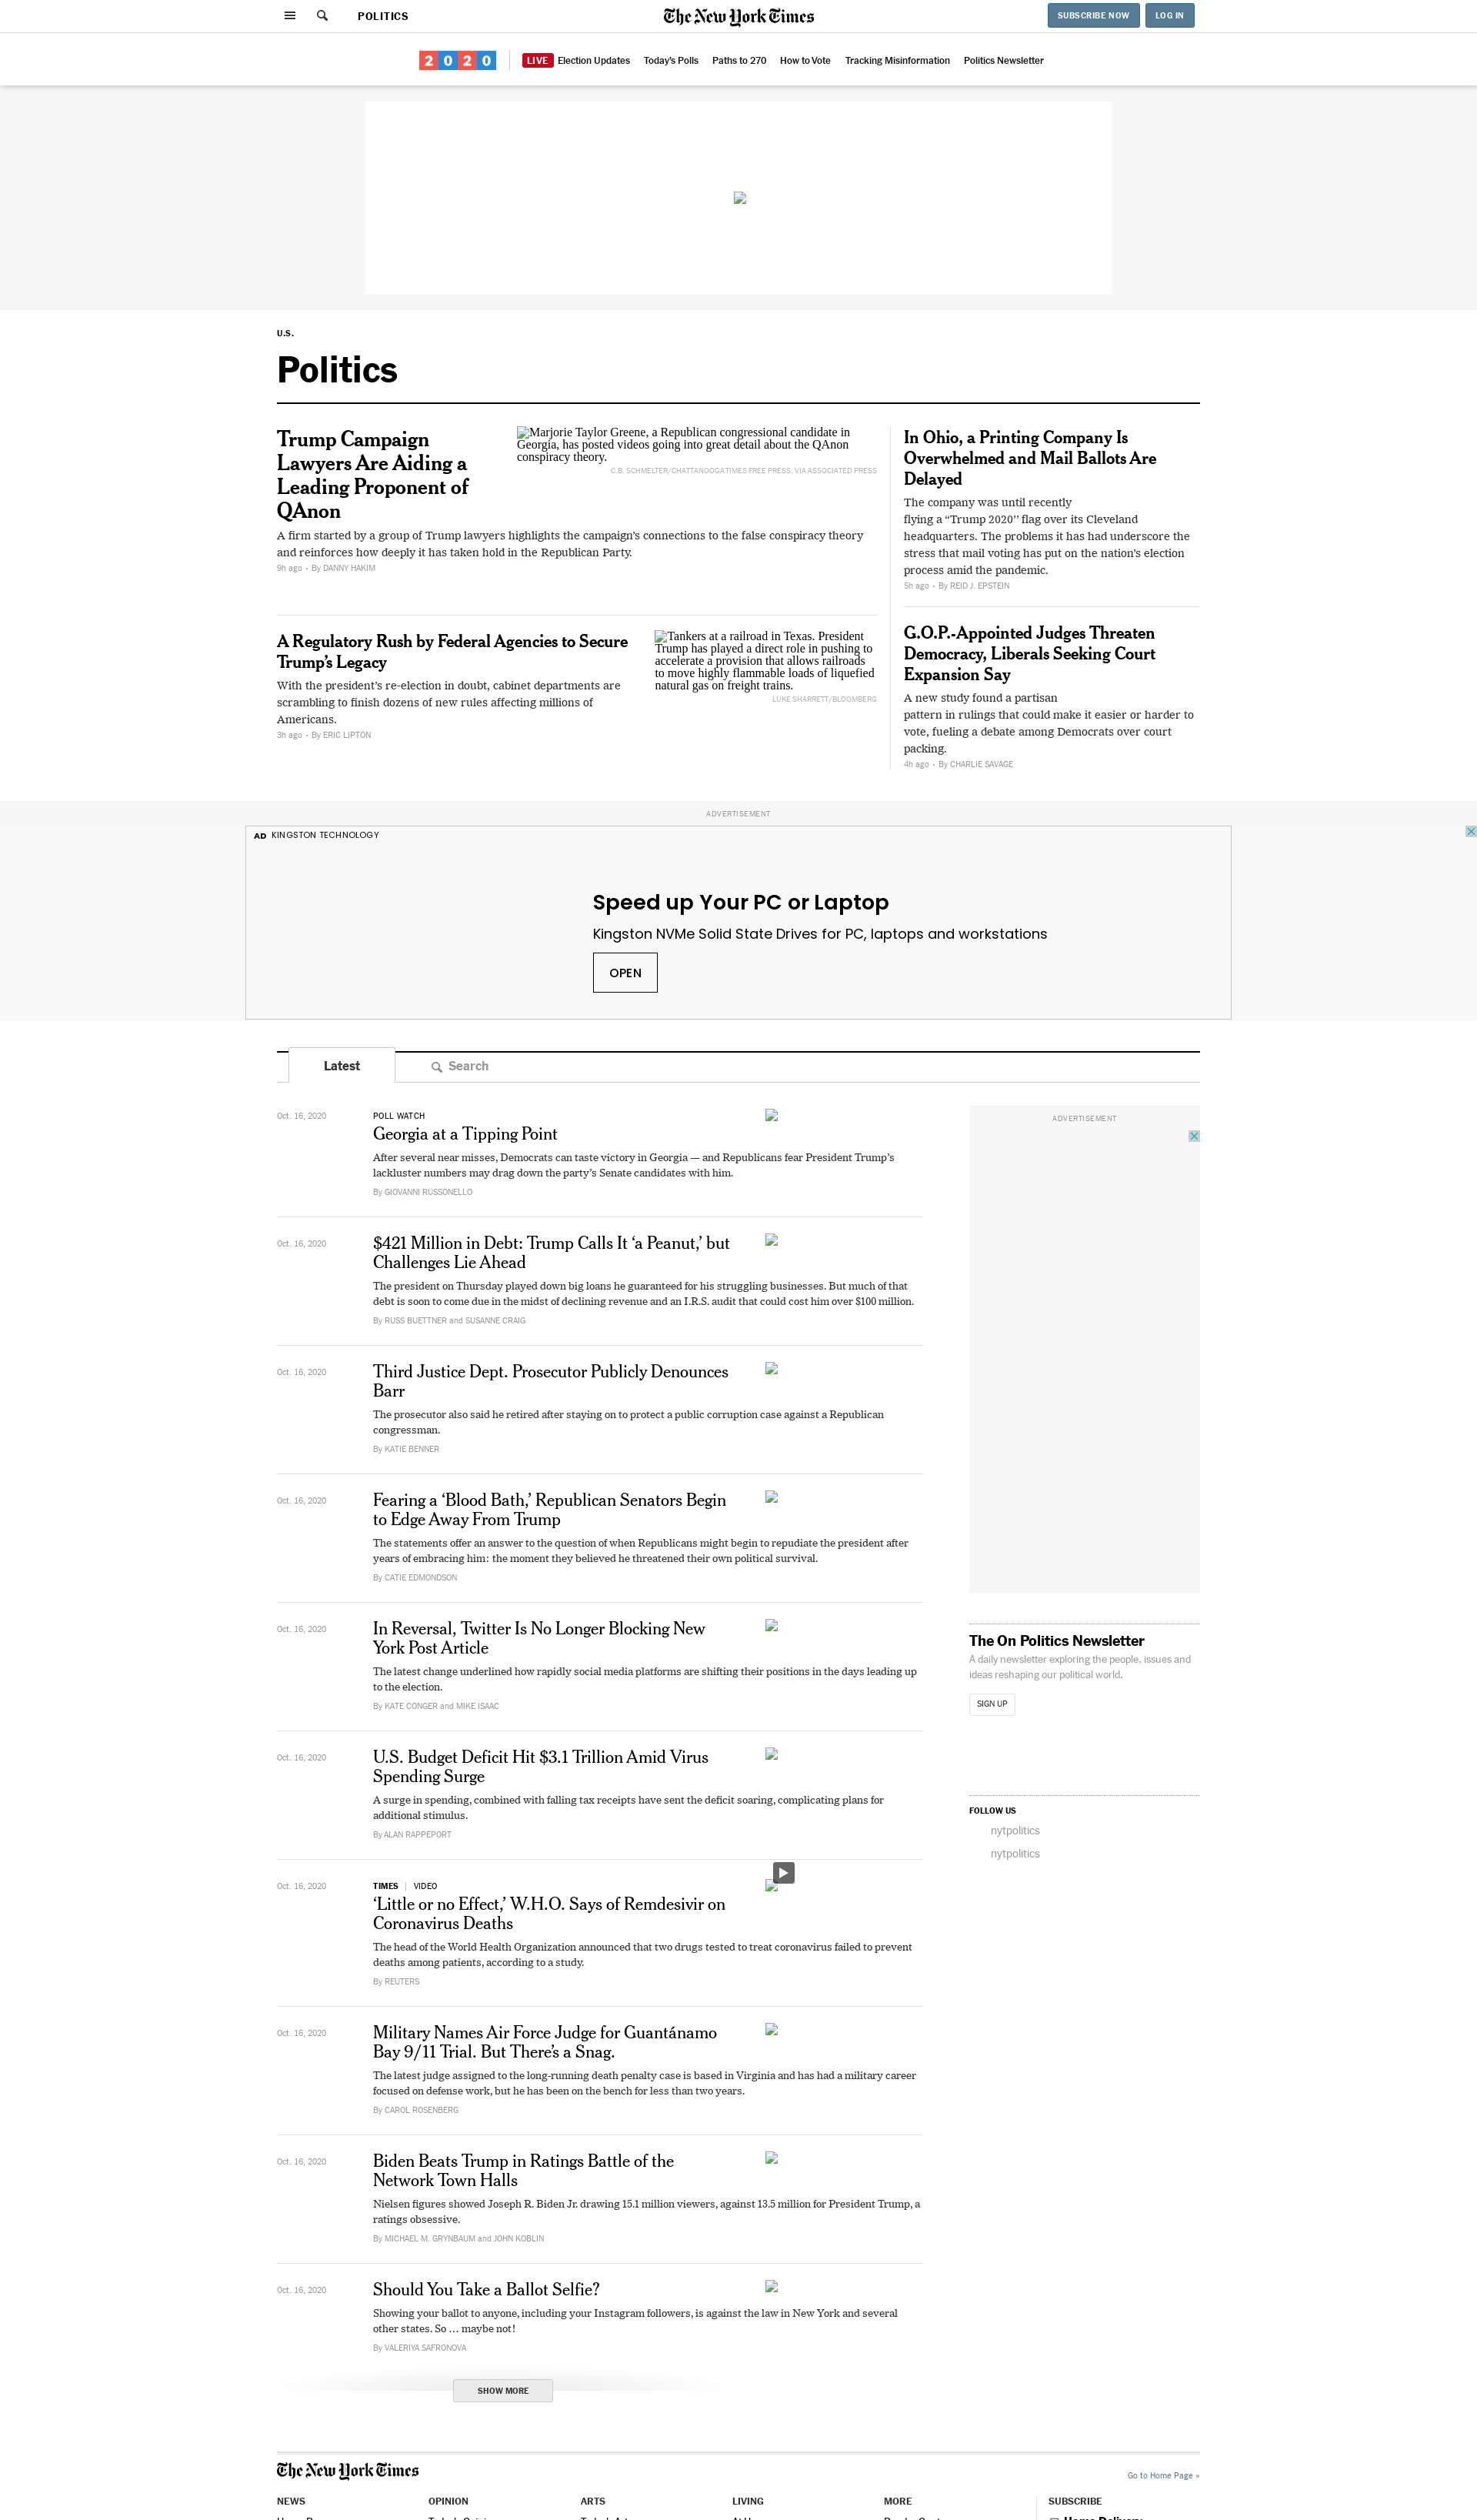 POLITICS
The New York Times
SUBSCRIBE NOW
LOG IN
2020
LIVE Election Updates
Today's Polls
Paths to 270
How to Vote
Tracking Misinformation
Politics Newsletter
U.S.
Politics
Trump Campaign
Lawyers Are Aiding a
Leading Proponent of
QAnon
Marjorie Taylor Greene, a Republican congressional candidate in
Georgia, has posted videos going into great detail about the QAnon
conspiracy theory.
C.B. SCHMELTER/CHATTANOOGA TIMES FREE PRESS, VIA ASSOCIATED PRESS
A firm started by a group of Trump lawyers highlights the campaign's connections to the false conspiracy theory
and reinforces how deeply it has taken hold in the Republican Party.
9h ago • By DANNY HAKIM
A Regulatory Rush by Federal Agencies to Secure
Trump's Legacy
With the president's re-election in doubt, cabinet departments are
scrambling to finish dozens of new rules affecting millions of
Americans.
3h ago • By ERIC LIPTON
Tankers at a railroad in Texas. President
Trump has played a direct role in pushing to
accelerate a provision that allows railroads
to move highly flammable loads of liquefied
natural gas on freight trains.
LUKE SHARRETT/BLOOMBERG
In Ohio, a Printing Company Is
Overwhelmed and Mail Ballots Are
Delayed
The company was until recently
flying a “Trump 2020’’ flag over its Cleveland
headquarters. The problems it has had underscore the
stress that mail voting has put on the nation's election
process amid the pandemic.
5h ago • By REID J. EPSTEIN
G.O.P.-Appointed Judges Threaten
Democracy, Liberals Seeking Court
Expansion Say
A new study found a partisan
pattern in rulings that could make it easier or harder to
vote, fueling a debate among Democrats over court
packing.
4h ago • By CHARLIE SAVAGE
ADVERTISEMENT
AD KINGSTON TECHNOLOGY
Speed up Your PC or Laptop
Kingston NVMe Solid State Drives for PC, laptops and workstations
OPEN
Latest
Search
Oct. 16, 2020
POLL WATCH
Georgia at a Tipping Point
After several near misses, Democrats can taste victory in Georgia — and Republicans fear President Trump's
lackluster numbers may drag down the party's Senate candidates with him.
By GIOVANNI RUSSONELLO
Oct. 16, 2020
$421 Million in Debt: Trump Calls It ‘a Peanut,’ but
Challenges Lie Ahead
The president on Thursday played down big loans he guaranteed for his struggling businesses. But much of that
debt is soon to come due in the midst of declining revenue and an I.R.S. audit that could cost him over $100 million.
By RUSS BUETTNER and SUSANNE CRAIG
Oct. 16, 2020
Third Justice Dept. Prosecutor Publicly Denounces
Barr
The prosecutor also said he retired after staying on to protect a public corruption case against a Republican
congressman.
By KATIE BENNER
Oct. 16, 2020
Fearing a ‘Blood Bath,’ Republican Senators Begin
to Edge Away From Trump
The statements offer an answer to the question of when Republicans might begin to repudiate the president after
years of embracing him: the moment they believed he threatened their own political survival.
By CATIE EDMONDSON
Oct. 16, 2020
In Reversal, Twitter Is No Longer Blocking New
York Post Article
The latest change underlined how rapidly social media platforms are shifting their positions in the days leading up
to the election.
By KATE CONGER and MIKE ISAAC
Oct. 16, 2020
U.S. Budget Deficit Hit $3.1 Trillion Amid Virus
Spending Surge
A surge in spending, combined with falling tax receipts have sent the deficit soaring, complicating plans for
additional stimulus.
By ALAN RAPPEPORT
Oct. 16, 2020
TIMES | VIDEO
‘Little or no Effect,’ W.H.O. Says of Remdesivir on
Coronavirus Deaths
The head of the World Health Organization announced that two drugs tested to treat coronavirus failed to prevent
deaths among patients, according to a study.
By REUTERS
Oct. 16, 2020
Military Names Air Force Judge for Guantánamo
Bay 9/11 Trial. But There's a Snag.
The latest judge assigned to the long-running death penalty case is based in Virginia and has had a military career
focused on defense work, but he has been on the bench for less than two years.
By CAROL ROSENBERG
Oct. 16, 2020
Biden Beats Trump in Ratings Battle of the
Network Town Halls
Nielsen figures showed Joseph R. Biden Jr. drawing 15.1 million viewers, against 13.5 million for President Trump, a
ratings obsessive.
By MICHAEL M. GRYNBAUM and JOHN KOBLIN
Oct. 16, 2020
Should You Take a Ballot Selfie?
Showing your ballot to anyone, including your Instagram followers, is against the law in New York and several
other states. So … maybe not!
By VALERIYA SAFRONOVA
SHOW MORE
ADVERTISEMENT
The On Politics Newsletter
A daily newsletter exploring the people, issues and
ideas reshaping our political world.
SIGN UP
FOLLOW US
nytpolitics
nytpolitics
The New York Times
Go to Home Page »
NEWS
OPINION
ARTS
LIVING
MORE
SUBSCRIBE